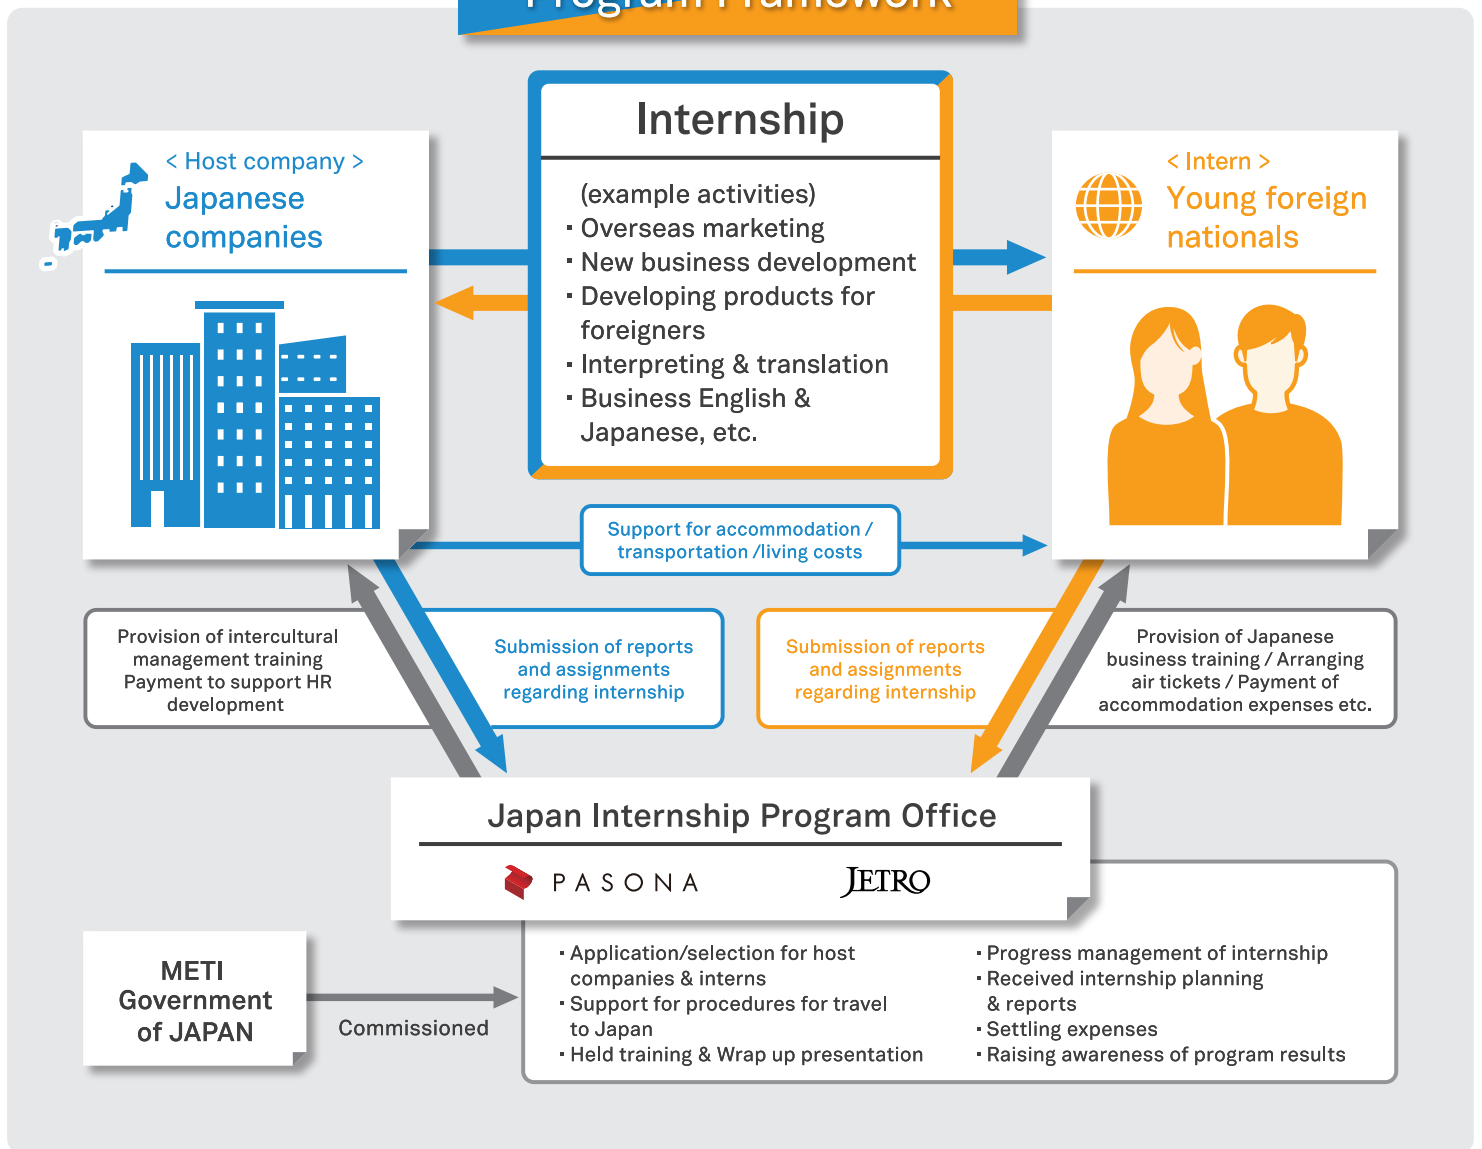 Program Framework
Internship
(example activities)
· Overseas marketing
· New business development
· Developing products for
foreigners
· Interpreting & translation
· Business English &
Japanese, etc.
< Host company >
Japanese
companies
< Intern >
Young foreign
nationals
Support for accommodation /
transportation /living costs
Provision of intercultural
management training
Payment to support HR
development
Submission of reports
and assignments
regarding internship
Submission of reports
and assignments
regarding internship
Provision of Japanese
business training / Arranging
air tickets / Payment of
accommodation expenses etc.
Japan Internship Program Office
PASONA
JETRO
METI
Government
of JAPAN
Commissioned
· Application/selection for host
companies & interns
· Support for procedures for travel
to Japan
· Held training & Wrap up presentation
· Progress management of internship
· Received internship planning
& reports
· Settling expenses
· Raising awareness of program results